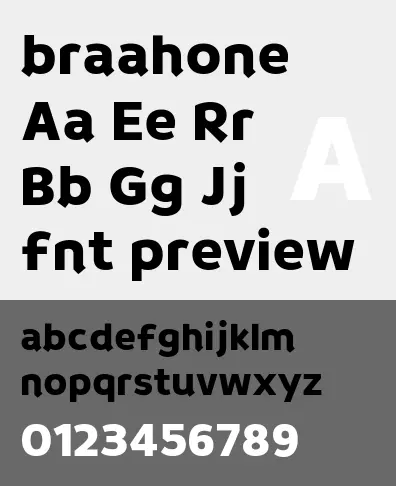 braahone
Aa Ee Rr
A
Bb Gg Jj
fnt preview
abcdefghijklm
nopqrstuvwxyz
0123456789